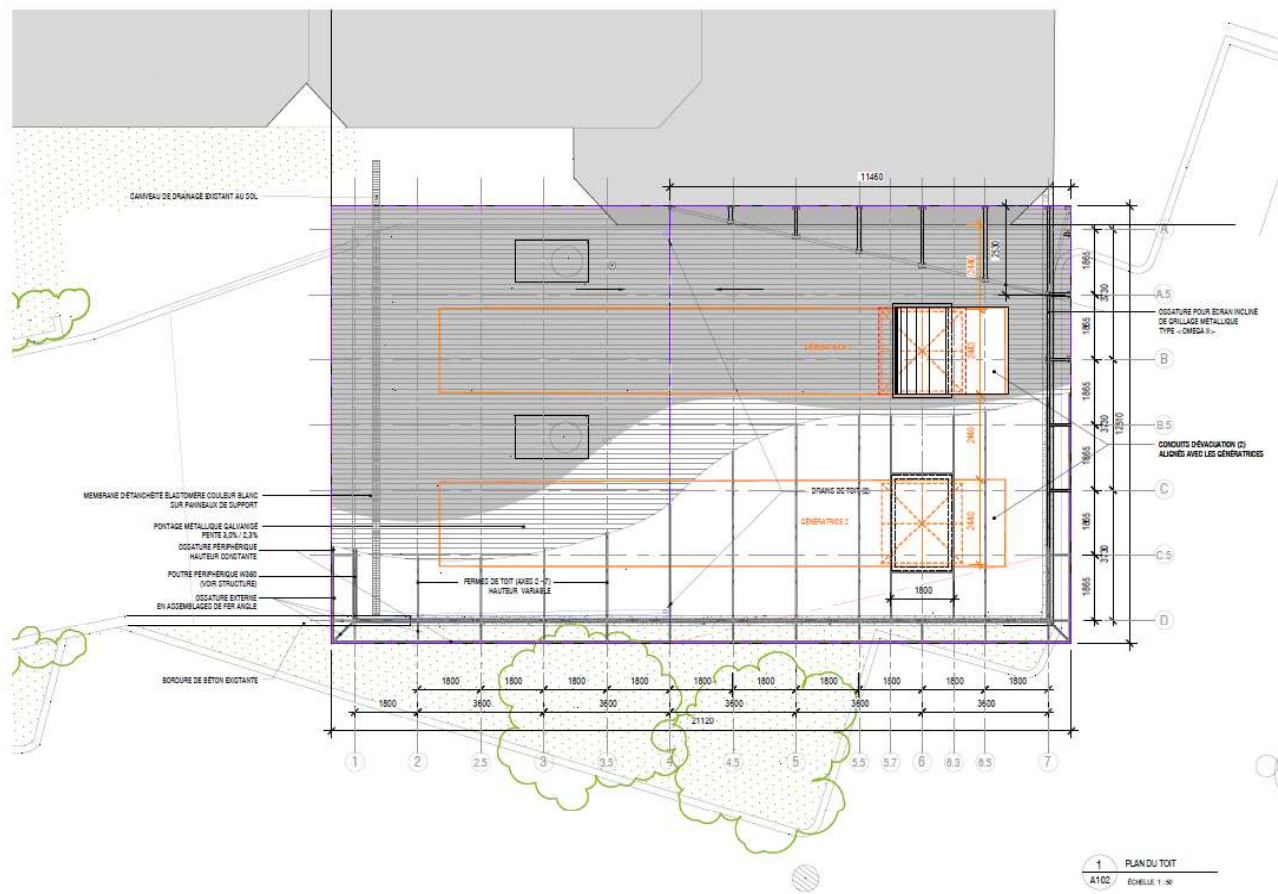 11460
CANIVEAU DE DRAINAGE EXISTANT AU SOL
A
2530
2440
1865
3730
A.5
OSSATURE POUR ÉCRAN INCLINÉ
DE GRILLAGE MÉTALLIQUE
TYPE « OMEGA II »
1865
GÉNÉRATRICE 1
2440
B
1865
3730
12510
B.5
2440
CONDUITS D'ÉVACUATION (2)
ALIGNÉS AVEC LES GÉNÉRATRICES
1865
MEMBRANE D'ÉTANCHÉITÉ ÉLASTOMÈRE COULEUR BLANC
SUR PANNEAUX DE SUPPORT
DRAINS DE TOIT (2)
C
PONTAGE MÉTALLIQUE GALVANISÉ
PENTE 3,0% / 2,3%
GÉNÉRATRICE 2
2440
1865
3730
OSSATURE PÉRIPHÉRIQUE
HAUTEUR CONSTANTE
C.5
POUTRE PÉRIPHÉRIQUE W360
(VOIR STRUCTURE)
FERMES DE TOIT (AXES 2 -7)
HAUTEUR VARIABLE
1800
1865
OSSATURE EXTERNE
EN ASSEMBLAGES DE FER ANGLE
D
BORDURE DE BÉTON EXISTANTE
1800 1800 1800 1800 1800 1800 1800 1800 1800 1800
1800 3600 3600 3600 3600 3600
21120
1 2 2.5 3 3.5 4 4.5 5 5.5 5.7 6 6.3 6.5 7
1 PLAN DU TOIT
A102 ÉCHELLE 1 : 50